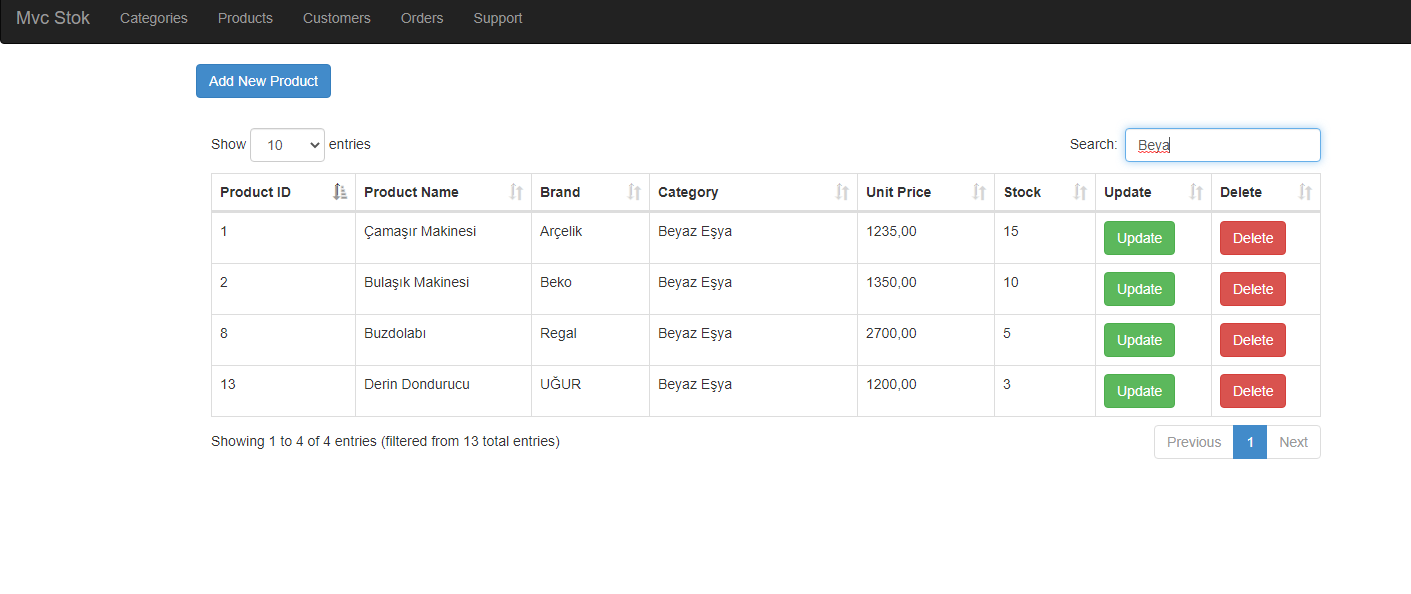 Mvc Stok Categories Products Customers Orders Support
Add New Product
Show 10 entries Search: Beya
Product ID Product Name Brand Category Unit Price Stock Update Delete
1 Çamaşır Makinesi Arçelik Beyaz Eşya 1235,00 15 Update Delete
2 Bulaşık Makinesi Beko Beyaz Eşya 1350,00 10 Update Delete
8 Buzdolabı Regal Beyaz Eşya 2700,00 5 Update Delete
13 Derin Dondurucu UĞUR Beyaz Eşya 1200,00 3 Update Delete
Showing 1 to 4 of 4 entries (filtered from 13 total entries) Previous 1 Next